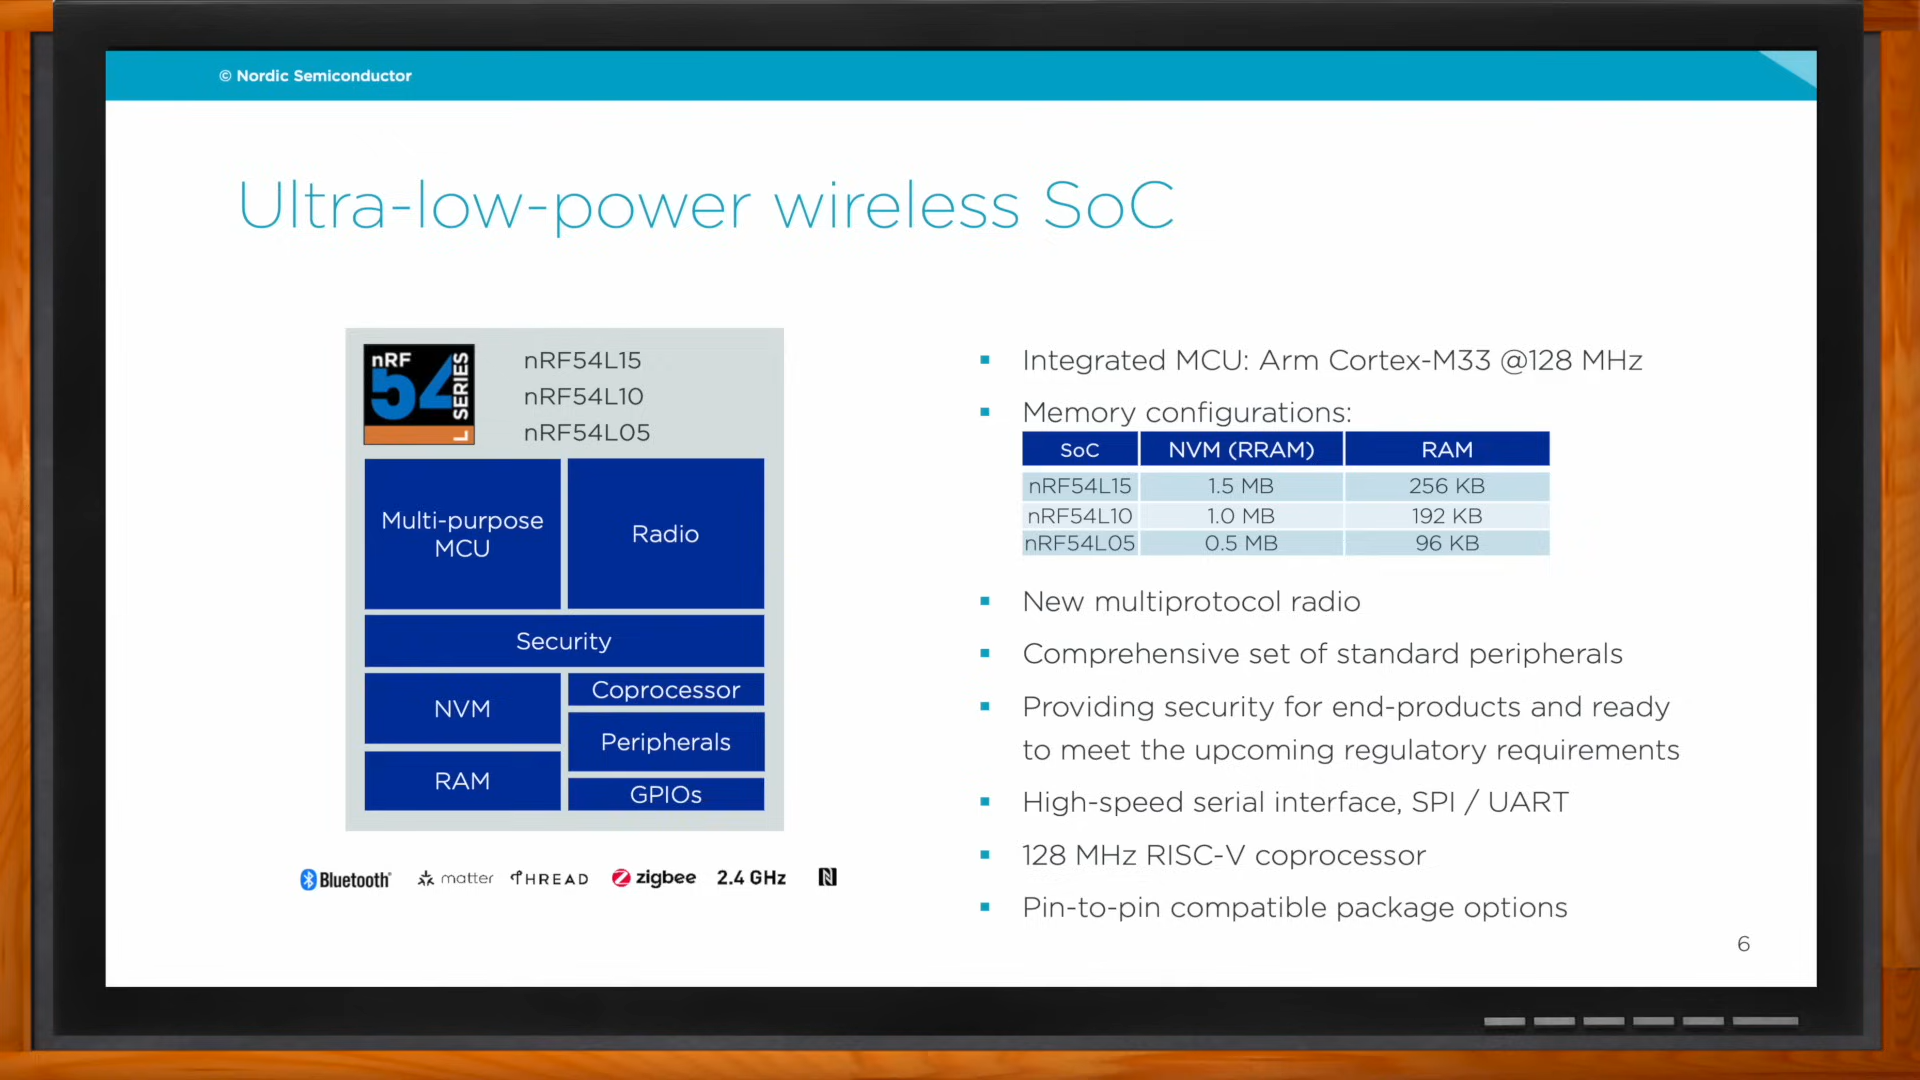 © Nordic Semiconductor
Ultra-low-power wireless SoC
nRF
54
SERIES
L
nRF54L15
nRF54L10
nRF54L05
Multi-purpose
MCU
Radio
Security
NVM
Coprocessor
Peripherals
RAM
GPIOs
Bluetooth® matter THREAD zigbee 2.4 GHz
▪ Integrated MCU: Arm Cortex-M33 @128 MHz
▪ Memory configurations:
SoC NVM (RRAM) RAM
nRF54L15 1.5 MB 256 KB
nRF54L10 1.0 MB 192 KB
nRF54L05 0.5 MB 96 KB
▪ New multiprotocol radio
▪ Comprehensive set of standard peripherals
▪ Providing security for end-products and ready
to meet the upcoming regulatory requirements
▪ High-speed serial interface, SPI / UART
▪ 128 MHz RISC-V coprocessor
▪ Pin-to-pin compatible package options
6